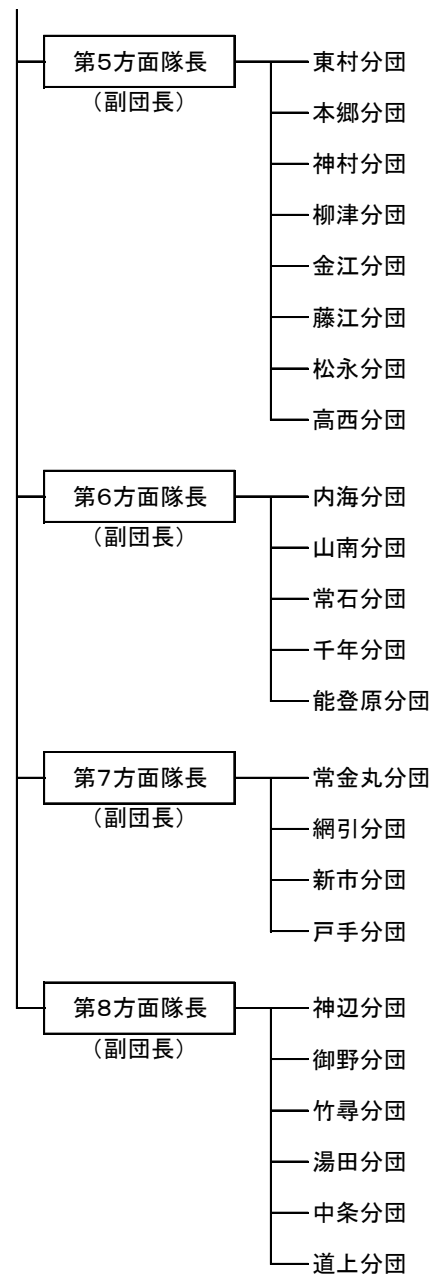 第5方面隊長
(副団長)
東村分団
本郷分団
神村分団
柳津分団
金江分団
藤江分団
松永分団
高西分団
第6方面隊長
(副団長)
内海分団
山南分団
常石分団
千年分団
能登原分団
第7方面隊長
(副団長)
常金丸分団
網引分団
新市分団
戸手分団
第8方面隊長
(副団長)
神辺分団
御野分団
竹尋分団
湯田分団
中条分団
道上分団